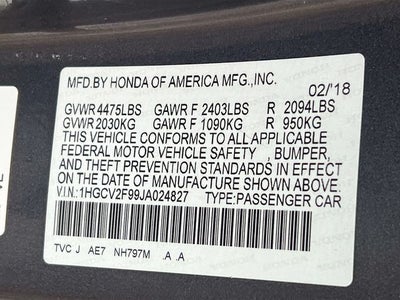 MFD.BY HONDA OF AMERICA MFG.,INC.
02/'18
GVWR 4475LBS GAWR F 2403LBS R 2094LBS
GVWR 2030KG GAWR F 1090KG R 950KG
THIS VEHICLE CONFORMS TO ALL APPLICABLE
FEDERAL MOTOR VEHICLE SAFETY , BUMPER,
AND THEFT PREVENTION STANDARDS IN EFFECT
ON THE DATE OF MANUFACTURE SHOWN ABOVE.
V.I.N.:1HGCV2F99JA024827 TYPE:PASSENGER CAR
TVC J AE7 NH797M .A .A